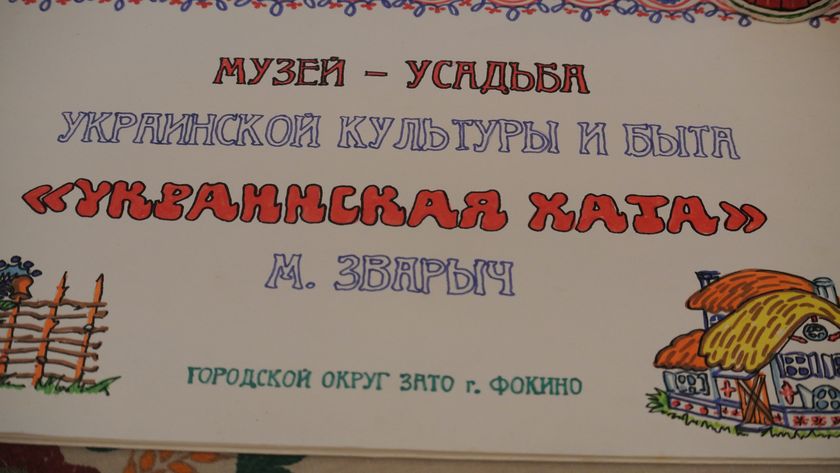 МУЗЕЙ – УСАДЬБА
УКРАИНСКОЙ КУЛЬТУРЫ И БЫТА
«УКРАИНСКАЯ ХАТА»
М. ЗВАРЫЧ
ГОРОДСКОЙ ОКРУГ ЗАТО г. ФОКИНО